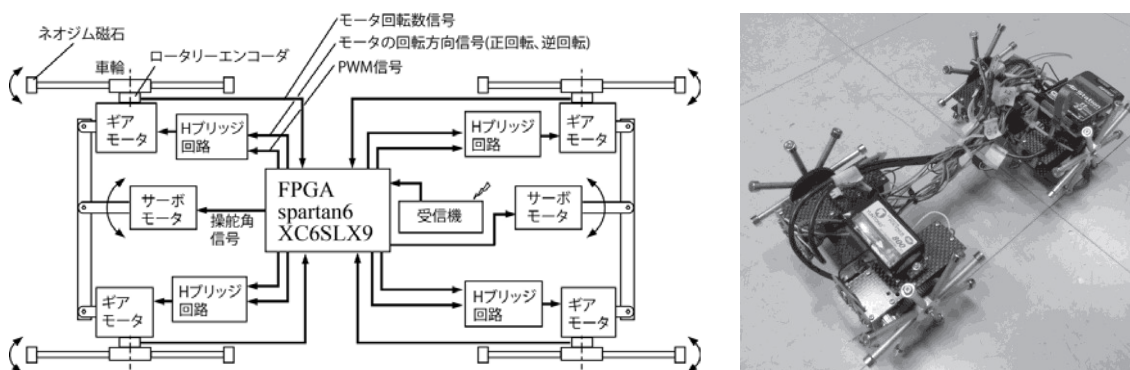 モータ回転数信号
モータの回転方向信号(正回転、逆回転)
PWM信号
ネオジム磁石
ロータリーエンコーダ
車輪
ギア
モータ
Hブリッジ
回路
Hブリッジ
回路
ギア
モータ
サーボ
モータ
操舵角
信号
FPGA
spartan6
XC6SLX9
受信機
サーボ
モータ
ギア
モータ
Hブリッジ
回路
Hブリッジ
回路
ギア
モータ